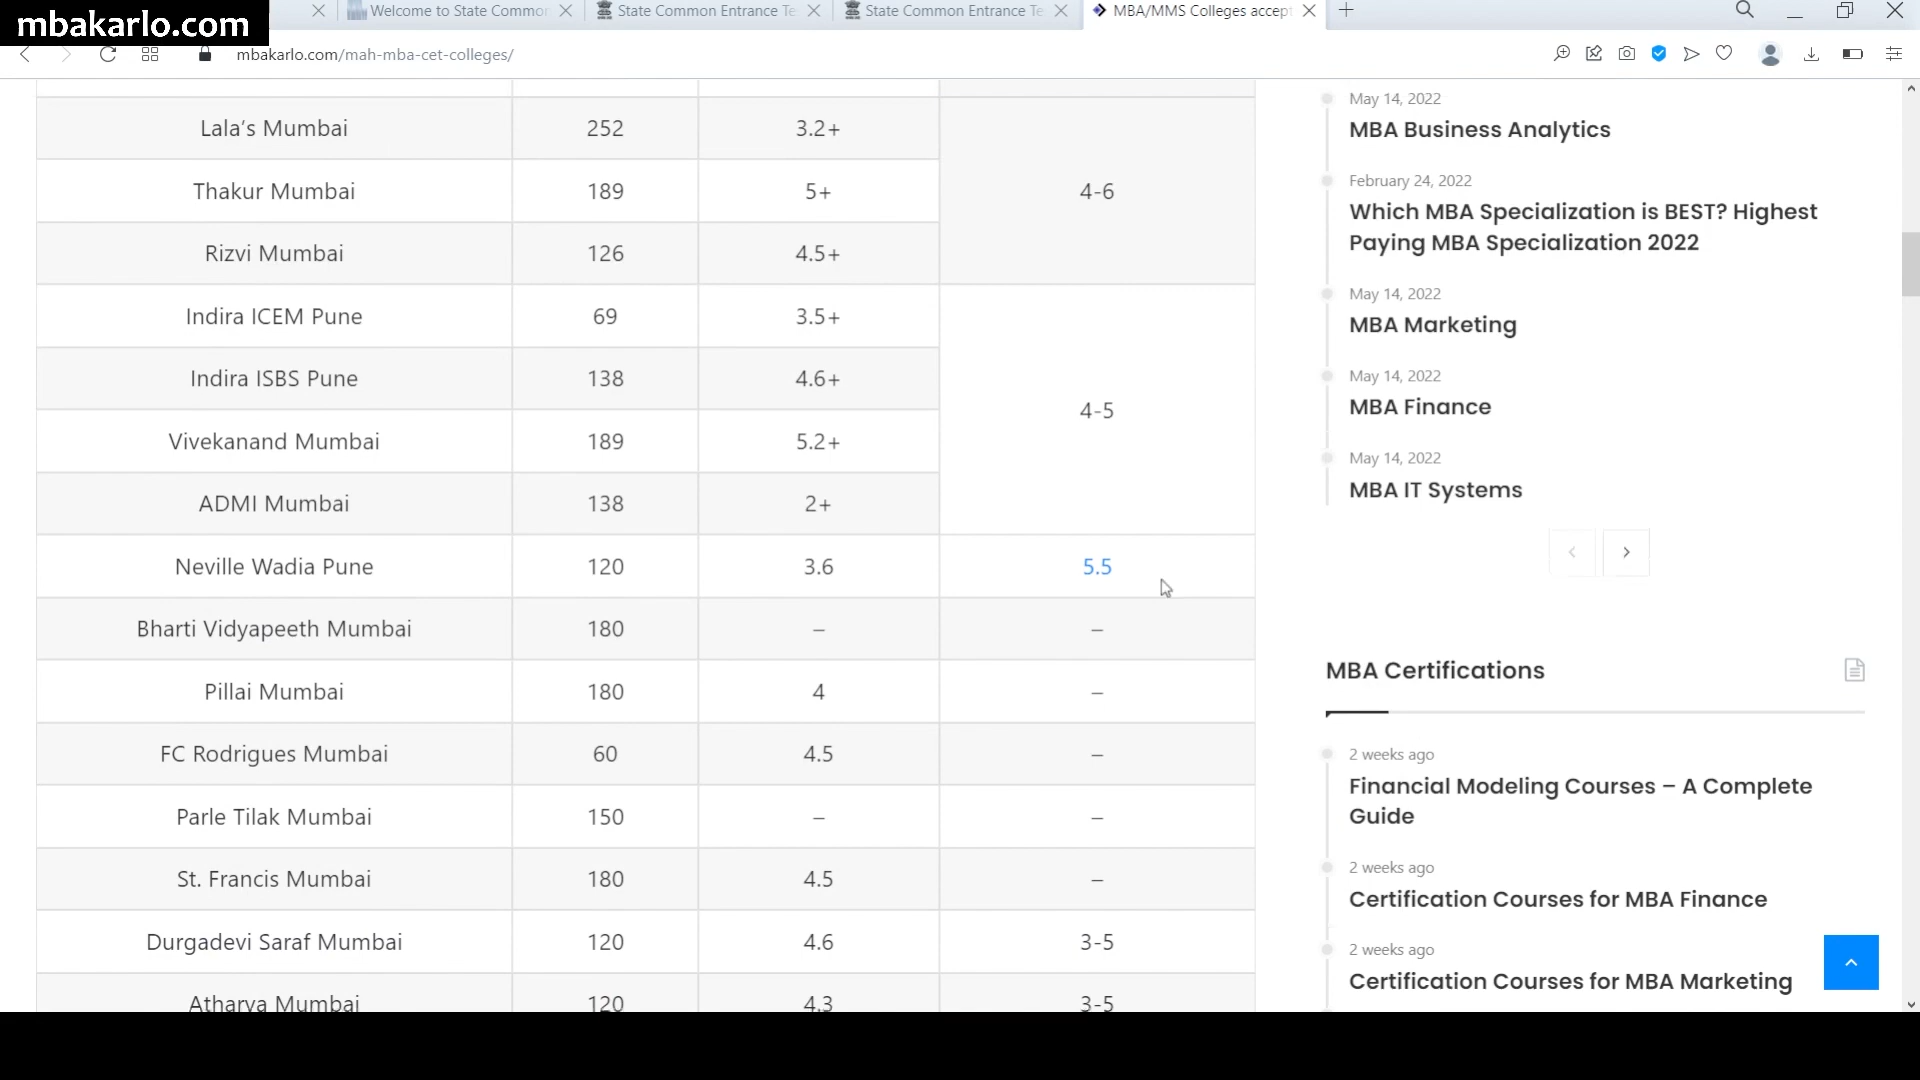 mbakarlo.com
Welcome to State Common
State Common Entrance Te
State Common Entrance Te
MBA/MMS Colleges accept
mbakarlo.com/mah-mba-cet-colleges/
Lala’s Mumbai 252 3.2+
4-6
Thakur Mumbai 189 5+
Rizvi Mumbai 126 4.5+
Indira ICEM Pune 69 3.5+
Indira ISBS Pune 138 4.6+
4-5
Vivekanand Mumbai 189 5.2+
ADMI Mumbai 138 2+
Neville Wadia Pune 120 3.6 5.5
Bharti Vidyapeeth Mumbai 180 – –
Pillai Mumbai 180 4 –
FC Rodrigues Mumbai 60 4.5 –
Parle Tilak Mumbai 150 – –
St. Francis Mumbai 180 4.5 –
Durgadevi Saraf Mumbai 120 4.6 3-5
Atharva Mumbai 120 4.3 3-5
May 14, 2022
MBA Business Analytics
February 24, 2022
Which MBA Specialization is BEST? Highest
Paying MBA Specialization 2022
May 14, 2022
MBA Marketing
May 14, 2022
MBA Finance
May 14, 2022
MBA IT Systems
MBA Certifications
2 weeks ago
Financial Modeling Courses – A Complete
Guide
2 weeks ago
Certification Courses for MBA Finance
2 weeks ago
Certification Courses for MBA Marketing